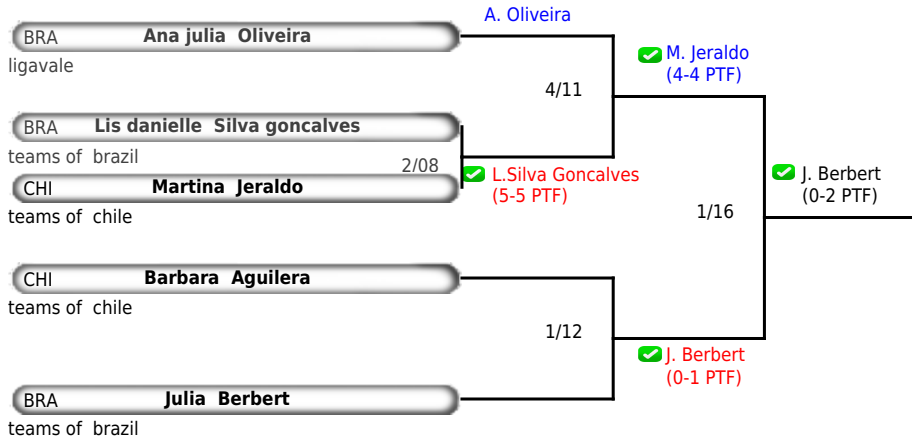 A. Oliveira
BRA Ana julia Oliveira
ligavale
M. Jeraldo
(4-4 PTF)
4/11
BRA Lis danielle Silva goncalves
teams of brazil
2/08
L.Silva Goncalves
(5-5 PTF)
CHI Martina Jeraldo
teams of chile
J. Berbert
(0-2 PTF)
1/16
CHI Barbara Aguilera
teams of chile
1/12
J. Berbert
(0-1 PTF)
BRA Julia Berbert
teams of brazil